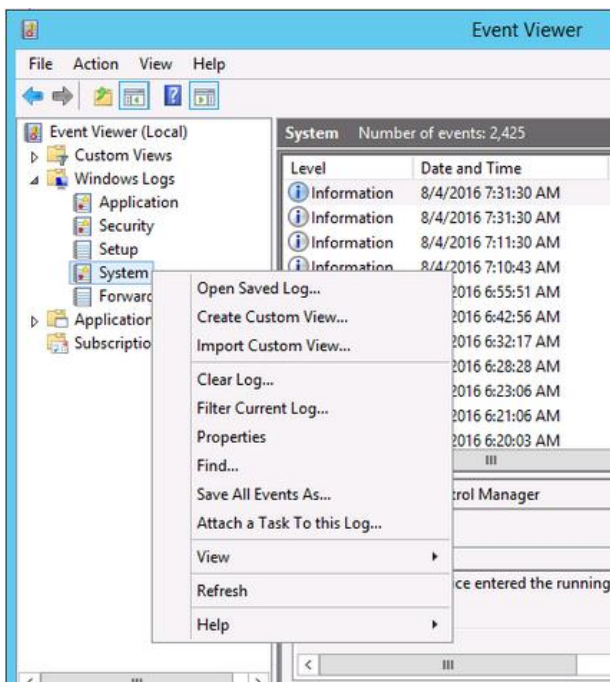 Event Viewer
File Action View Help
Event Viewer (Local)
Custom Views
Windows Logs
Application
Security
Setup
System
Forward
Application
Subscriptio
System Number of events: 2,425
Level Date and Time
Information 8/4/2016 7:31:30 AM
Information 8/4/2016 7:31:30 AM
Information 8/4/2016 7:11:30 AM
Information 8/4/2016 7:10:43 AM
2016 6:55:51 AM
2016 6:42:56 AM
2016 6:32:17 AM
2016 6:28:28 AM
2016 6:23:06 AM
2016 6:21:06 AM
2016 6:20:03 AM
Open Saved Log...
Create Custom View...
Import Custom View...
Clear Log...
Filter Current Log...
Properties
Find...
Save All Events As...
Attach a Task To this Log...
View
Refresh
Help
trol Manager
ice entered the running